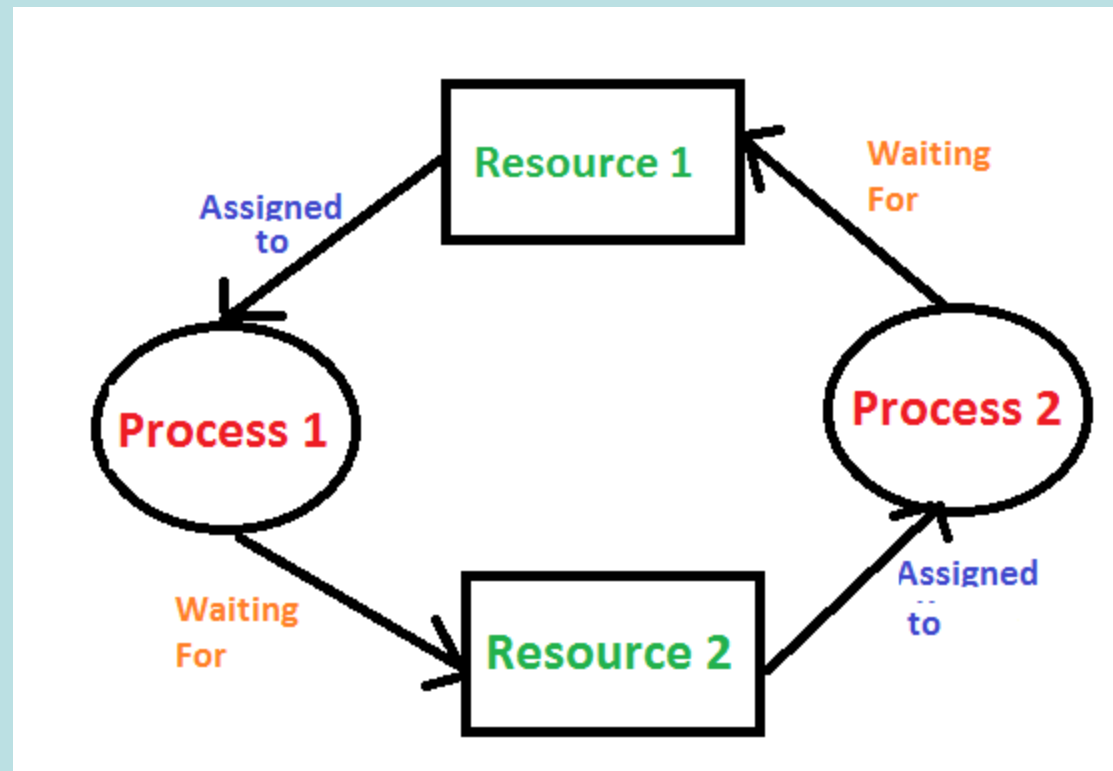 Resource 1
Waiting
For
Assigned
to
Process 1
Process 2
Waiting
For
Resource 2
Assigned
to